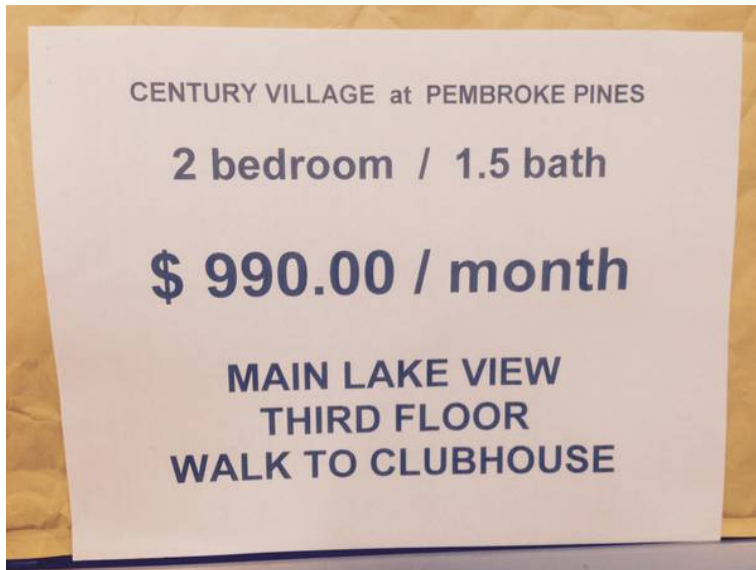 CENTURY VILLAGE at PEMBROKE PINES
2 bedroom / 1.5 bath
$ 990.00 / month
MAIN LAKE VIEW
THIRD FLOOR
WALK TO CLUBHOUSE